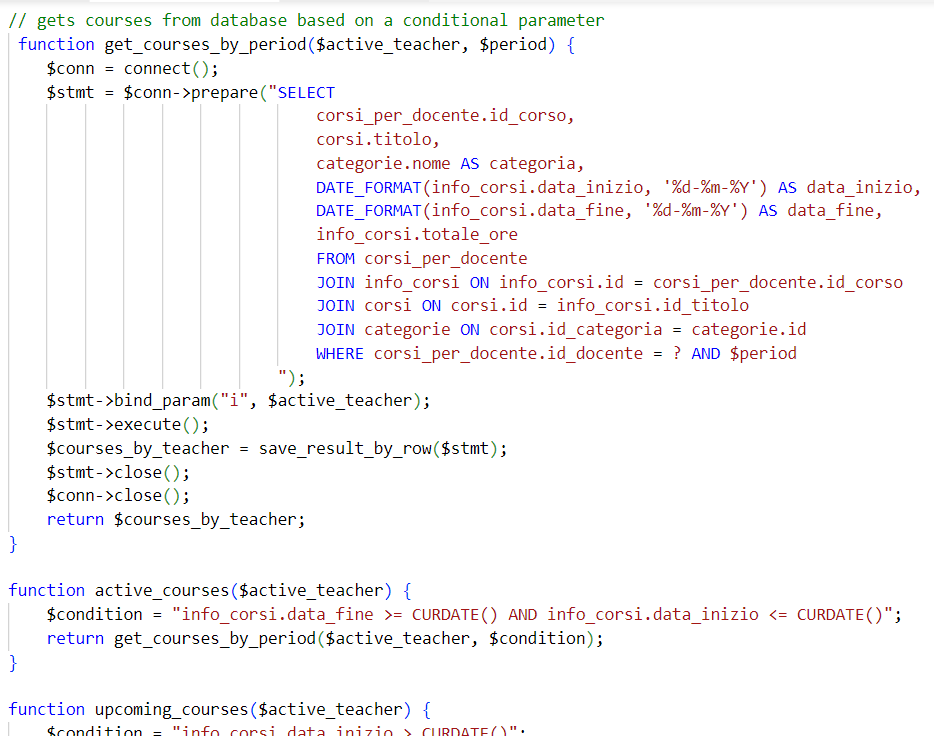 // gets courses from database based on a conditional parameter
function get_courses_by_period($active_teacher, $period) {
$conn = connect();
$stmt = $conn->prepare("SELECT
corsi_per_docente.id_corso,
corsi.titolo,
categorie.nome AS categoria,
DATE_FORMAT(info_corsi.data_inizio, '%d-%m-%Y') AS data_inizio,
DATE_FORMAT(info_corsi.data_fine, '%d-%m-%Y') AS data_fine,
info_corsi.totale_ore
FROM corsi_per_docente
JOIN info_corsi ON info_corsi.id = corsi_per_docente.id_corso
JOIN corsi ON corsi.id = info_corsi.id_titolo
JOIN categorie ON corsi.id_categoria = categorie.id
WHERE corsi_per_docente.id_docente = ? AND $period
");
$stmt->bind_param("i", $active_teacher);
$stmt->execute();
$courses_by_teacher = save_result_by_row($stmt);
$stmt->close();
$conn->close();
return $courses_by_teacher;
}
function active_courses($active_teacher) {
$condition = "info_corsi.data_fine >= CURDATE() AND info_corsi.data_inizio <= CURDATE()";
return get_courses_by_period($active_teacher, $condition);
}
function upcoming_courses($active_teacher) {
$condition = "info_corsi.data_inizio > CURDATE()";